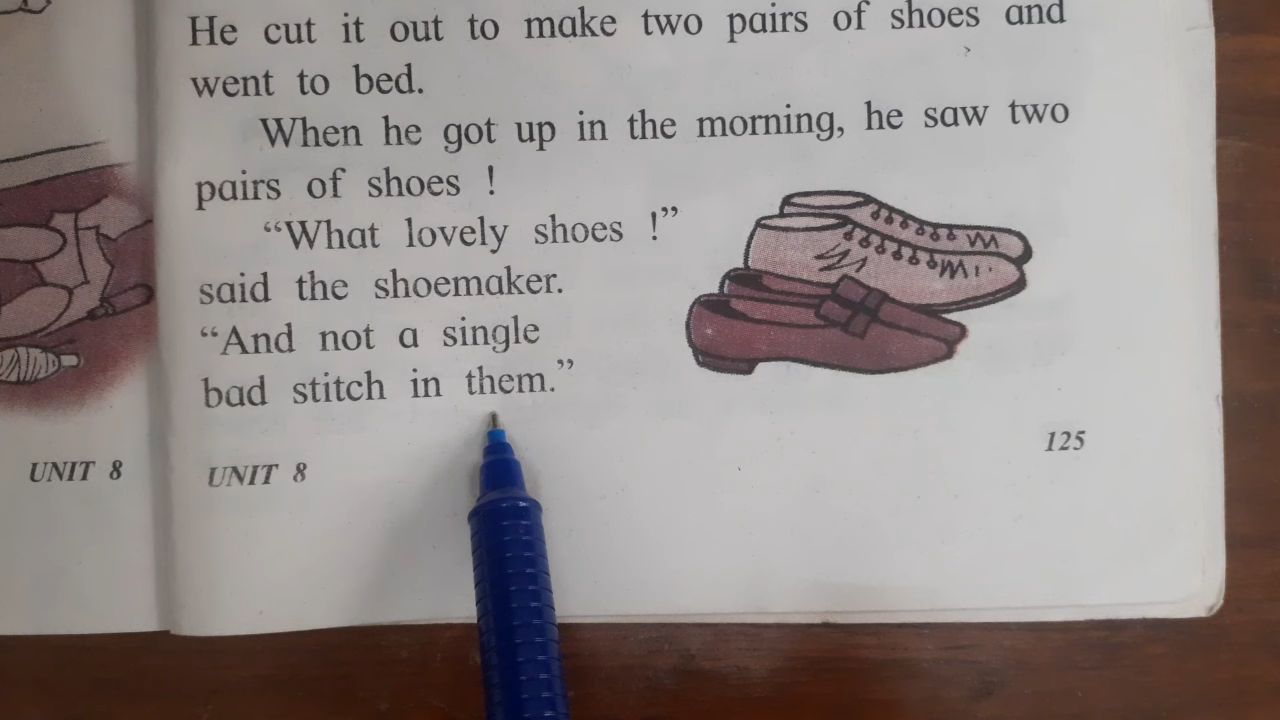 He cut it out to make two pairs of shoes and
went to bed.
When he got up in the morning, he saw two
pairs of shoes !
“What lovely shoes !”
said the shoemaker.
“And not a single
bad stitch in them.”
125
UNIT 8
UNIT 8